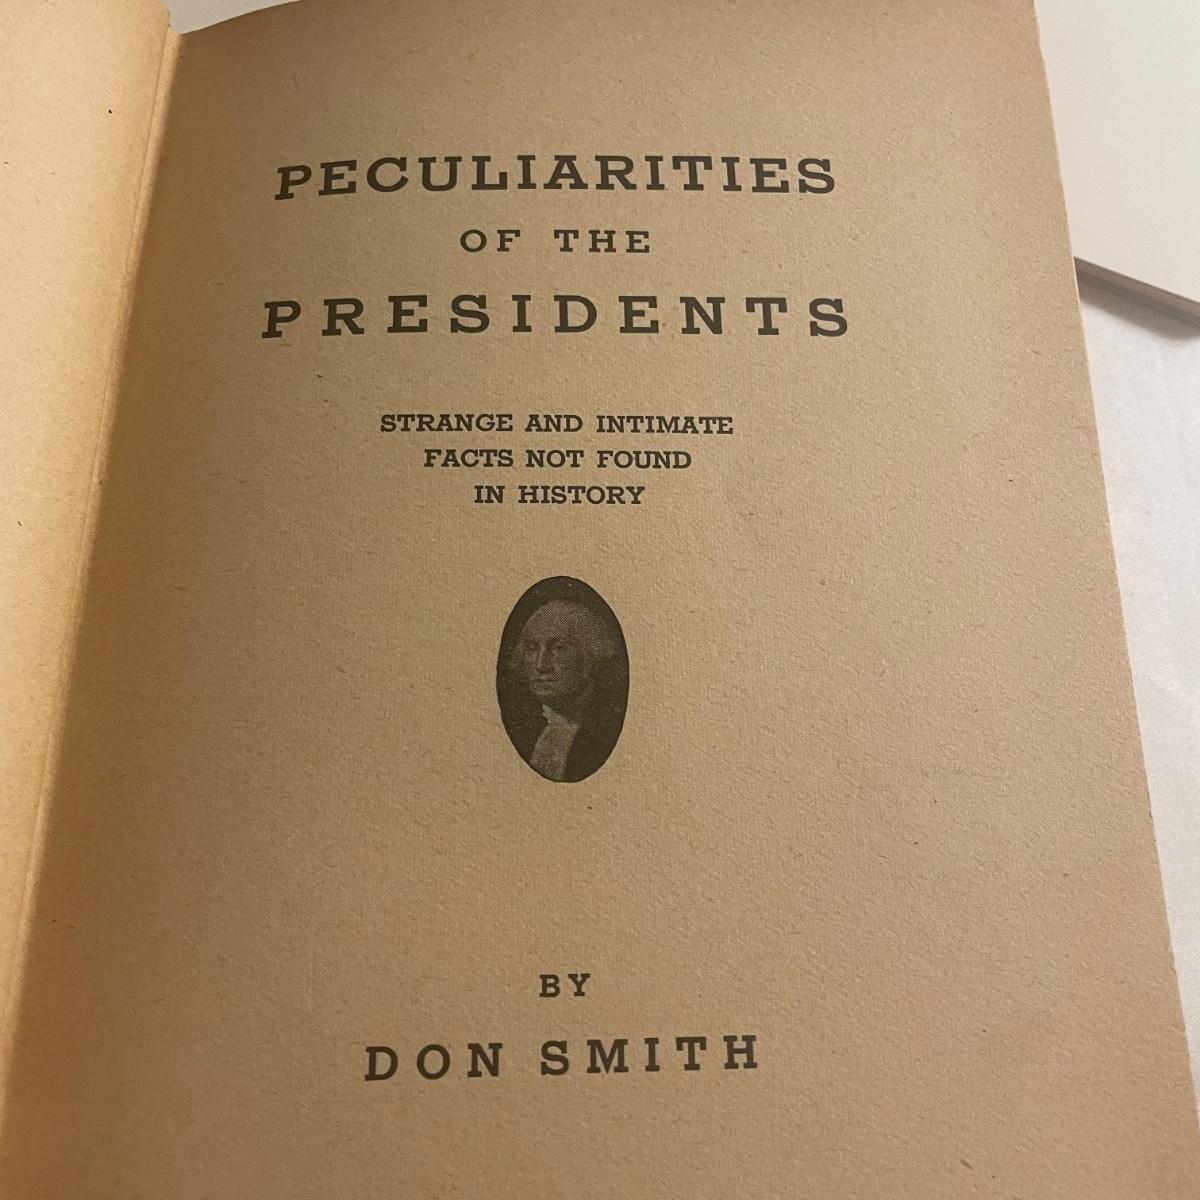 PECULIARITIES
OF THE
PRESIDENTS
STRANGE AND INTIMATE
FACTS NOT FOUND
IN HISTORY
BY
DON SMITH